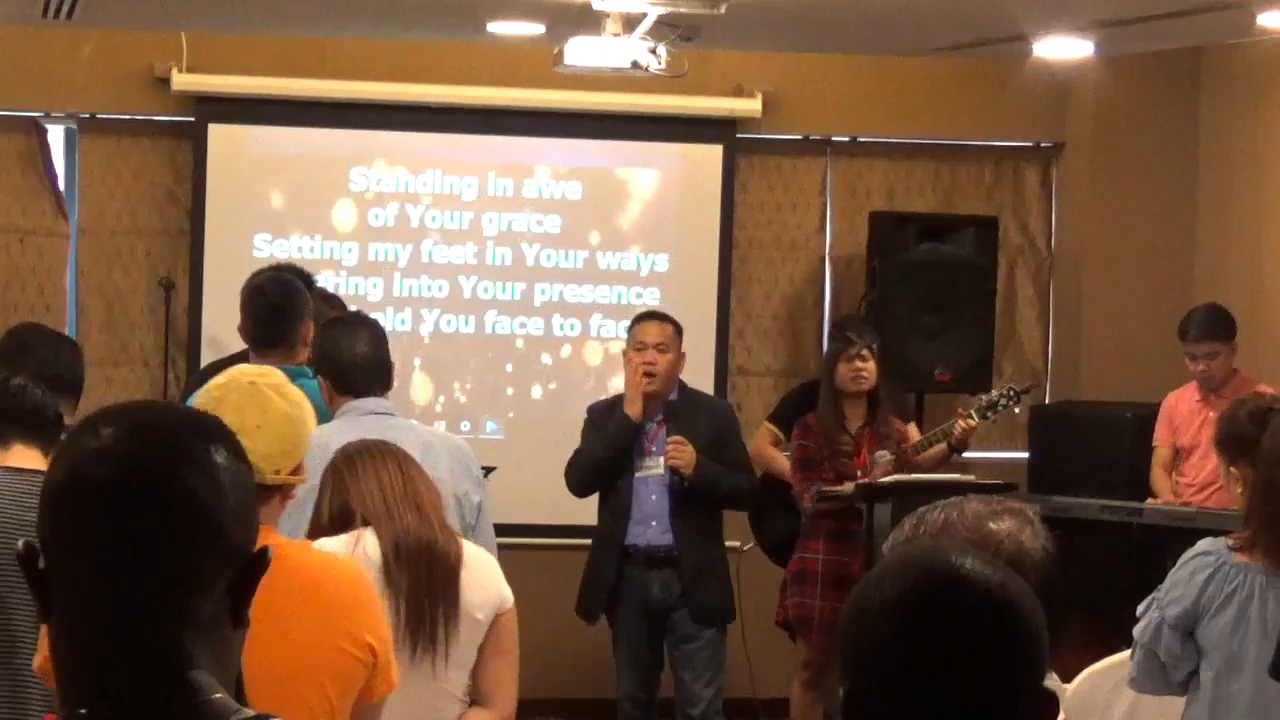 Standing in awe
of Your grace
Setting my feet in Your ways
into Your presence
You face to